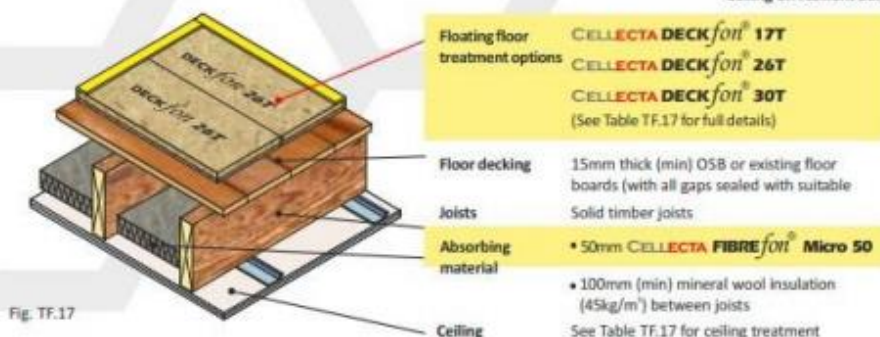 Floating floor
treatment options
CELLECTA DECKfon® 17T
CELLECTA DECKfon® 26T
CELLECTA DECKfon® 30T
(See Table TF.17 for full details)
DECKfon 26T
DECKfon 26T
Floor decking
15mm thick (min) OSB or existing floor
boards (with all gaps sealed with suitable
Joists
Solid timber joists
Absorbing
material
• 50mm CELLECTA FIBREfon® Micro 50
• 100mm (min) mineral wool insulation
(45kg/m³) between joists
Ceiling
See Table TF.17 for ceiling treatment
Fig. TF.17